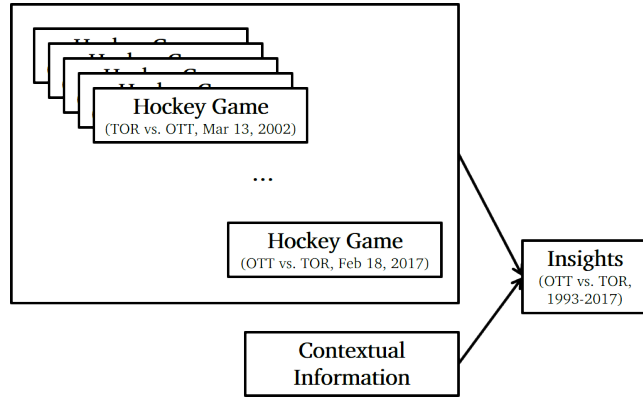 Hockey Game
(TOR vs. OTT, Mar 13, 2002)
...
Hockey Game
(OTT vs. TOR, Feb 18, 2017)
Insights
(OTT vs. TOR,
1993-2017)
Contextual
Information